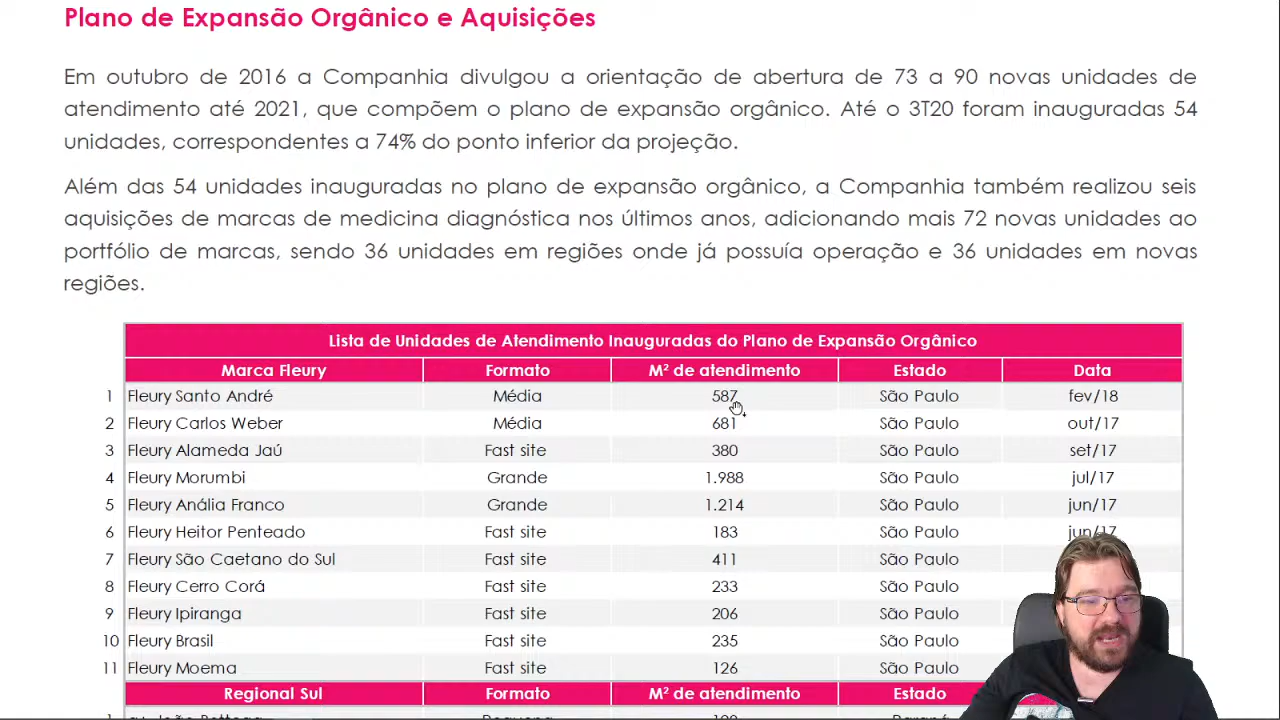 Plano de Expansão Orgânico e Aquisições
Em outubro de 2016 a Companhia divulgou a orientação de abertura de 73 a 90 novas unidades de
atendimento até 2021, que compõem o plano de expansão orgânico. Até o 3T20 foram inauguradas 54
unidades, correspondentes a 74% do ponto inferior da projeção.
Além das 54 unidades inauguradas no plano de expansão orgânico, a Companhia também realizou seis
aquisições de marcas de medicina diagnóstica nos últimos anos, adicionando mais 72 novas unidades ao
portfólio de marcas, sendo 36 unidades em regiões onde já possuía operação e 36 unidades em novas
regiões.
Lista de Unidades de Atendimento Inauguradas do Plano de Expansão Orgânico
Marca Fleury Formato M² de atendimento Estado Data
1 Fleury Santo André Média 587 São Paulo fev/18
2 Fleury Carlos Weber Média 681 São Paulo out/17
3 Fleury Alameda Jaú Fast site 380 São Paulo set/17
4 Fleury Morumbi Grande 1.988 São Paulo jul/17
5 Fleury Anália Franco Grande 1.214 São Paulo jun/17
6 Fleury Heitor Penteado Fast site 183 São Paulo jun/17
7 Fleury São Caetano do Sul Fast site 411 São Paulo
8 Fleury Cerro Corá Fast site 233 São Paulo
9 Fleury Ipiranga Fast site 206 São Paulo
10 Fleury Brasil Fast site 235 São Paulo
11 Fleury Moema Fast site 126 São Paulo
Regional Sul Formato M² de atendimento Estado